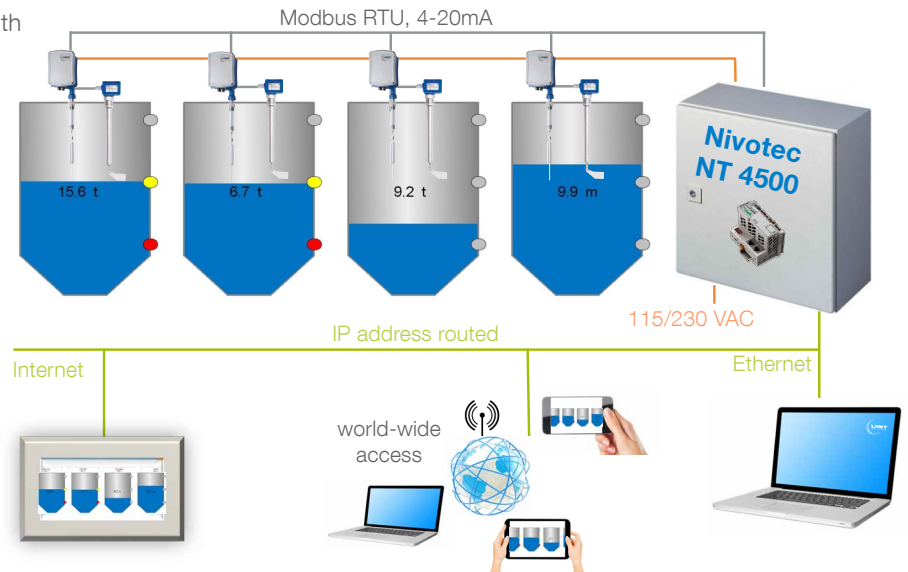 th
Modbus RTU, 4-20mA
Nivotec
NT 4500
15.6 t
6.7 t
9.2 t
9.9 m
115/230 VAC
IP address routed
Internet
Ethernet
world-wide
access
UWT